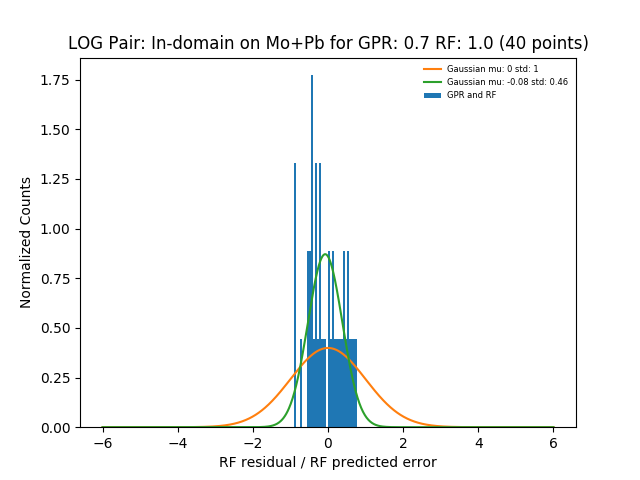 LOG Pair: In-domain on Mo+Pb for GPR: 0.7 RF: 1.0 (40 points)
Gaussian mu: 0 std: 1
Gaussian mu: -0.08 std: 0.46
GPR and RF
Normalized Counts
1.75
1.50
1.25
1.00
0.75
0.50
0.25
0.00
−6 −4 −2 0 2 4 6
RF residual / RF predicted error